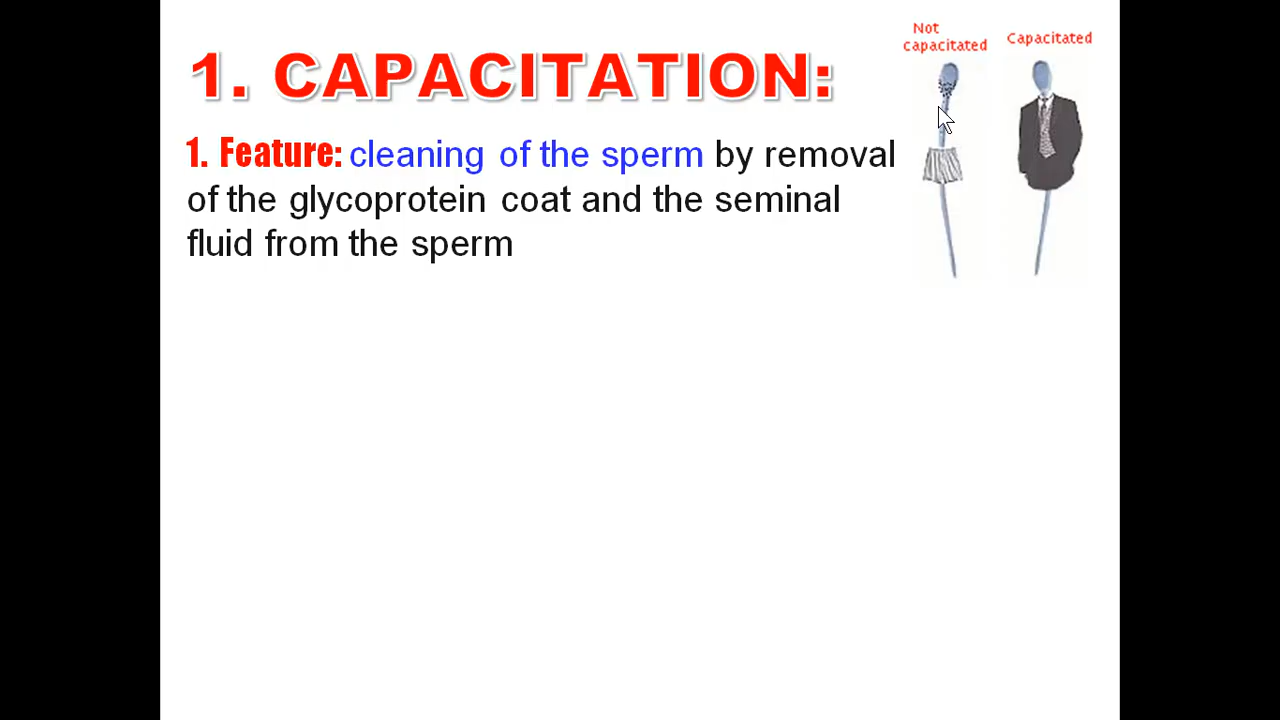 Not
capacitated
Capacitated
1. CAPACITATION:
1. Feature: cleaning of the sperm by removal
of the glycoprotein coat and the seminal
fluid from the sperm